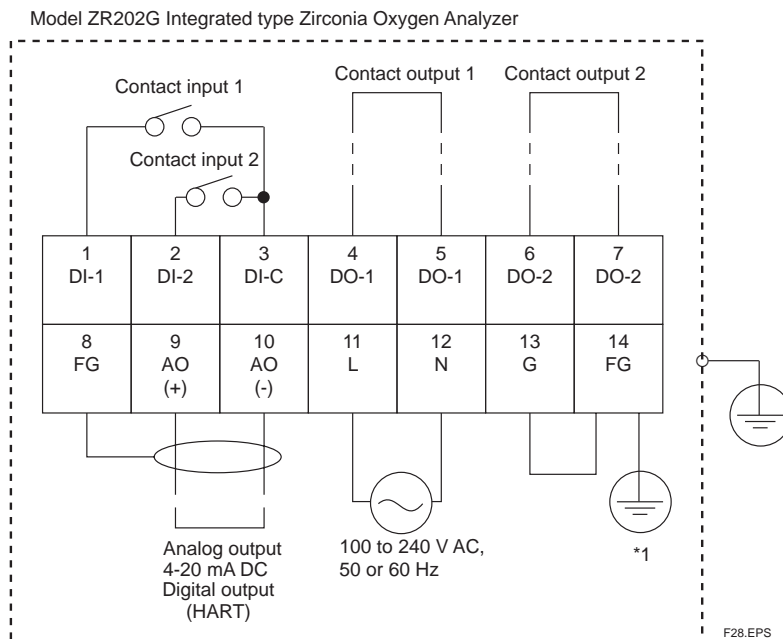 Model ZR202G Integrated type Zirconia Oxygen Analyzer
Contact input 1
Contact input 2
Contact output 1
Contact output 2
1
DI-1
2
DI-2
3
DI-C
4
DO-1
5
DO-1
6
DO-2
7
DO-2
8
FG
9
AO
(+)
10
AO
(-)
11
L
12
N
13
G
14
FG
Analog output
4-20 mA DC
Digital output
(HART)
100 to 240 V AC,
50 or 60 Hz
*1
F28.EPS